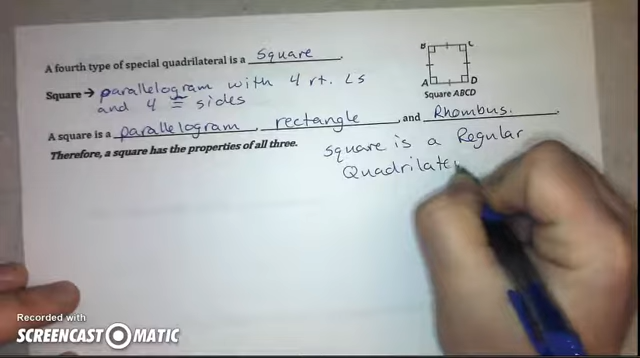 A fourth type of special quadrilateral is a Square.
Square → parallelogram with 4 rt. ∠s
and 4 ≅ sides
A square is a parallelogram, rectangle, and Rhombus.
Therefore, a square has the properties of all three.
B C
A D
Square ABCD
Square is a Regular
Quadrilate
Recorded with
SCREENCAST O MATIC